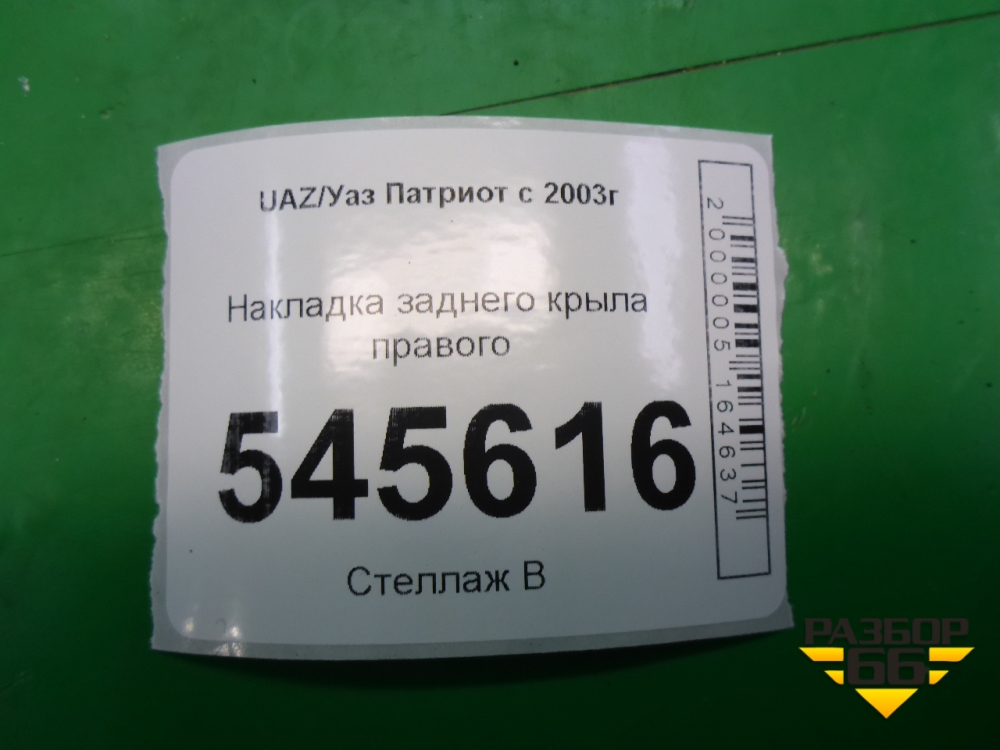 UAZ/Уаз Патриот с 2003г
Накладка заднего крыла
правого
545616
Стеллаж В
2000005164637
РАЗБОР
66